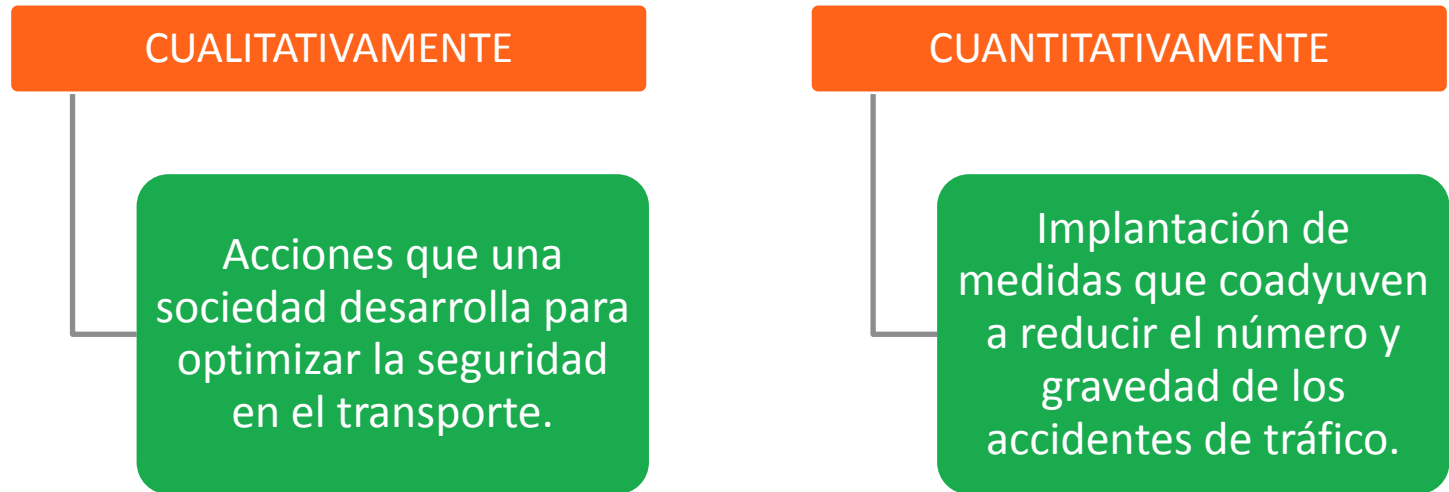 CUALITATIVAMENTE
Acciones que una
sociedad desarrolla para
optimizar la seguridad
en el transporte.
CUANTITATIVAMENTE
Implantación de
medidas que coadyuven
a reducir el número y
gravedad de los
accidentes de tráfico.